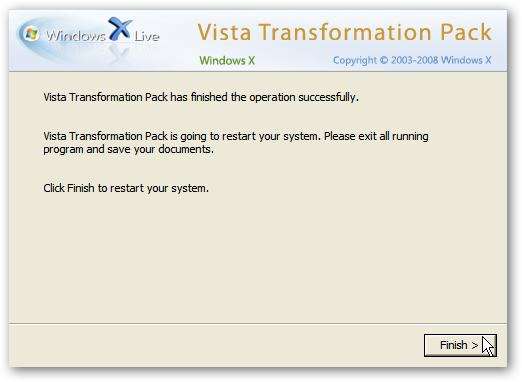 Windows X Live
Vista Transformation Pack
Windows X
Copyright © 2003-2008 Windows X
Vista Transformation Pack has finished the operation successfully.
Vista Transformation Pack is going to restart your system. Please exit all running
program and save your documents.
Click Finish to restart your system.
Finish >